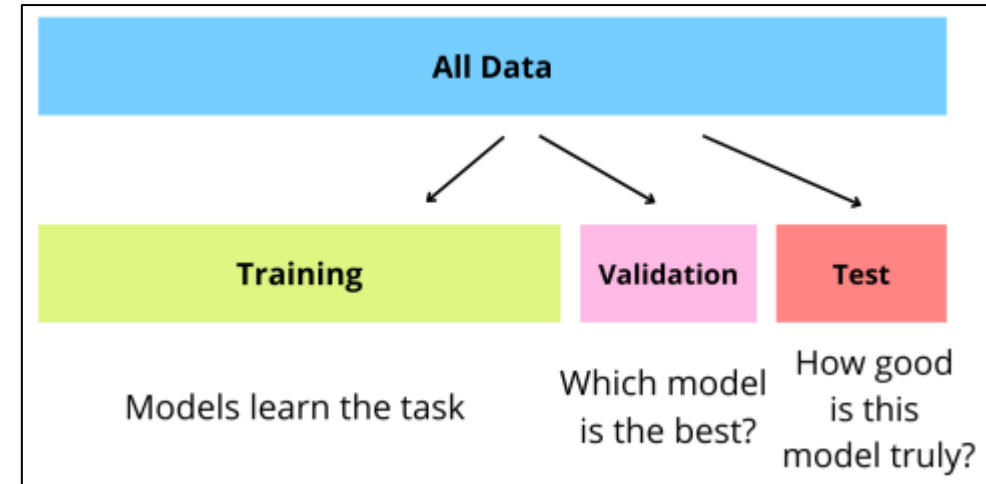 All Data
Training
Validation
Test
Models learn the task
Which model
is the best?
How good
is this
model truly?